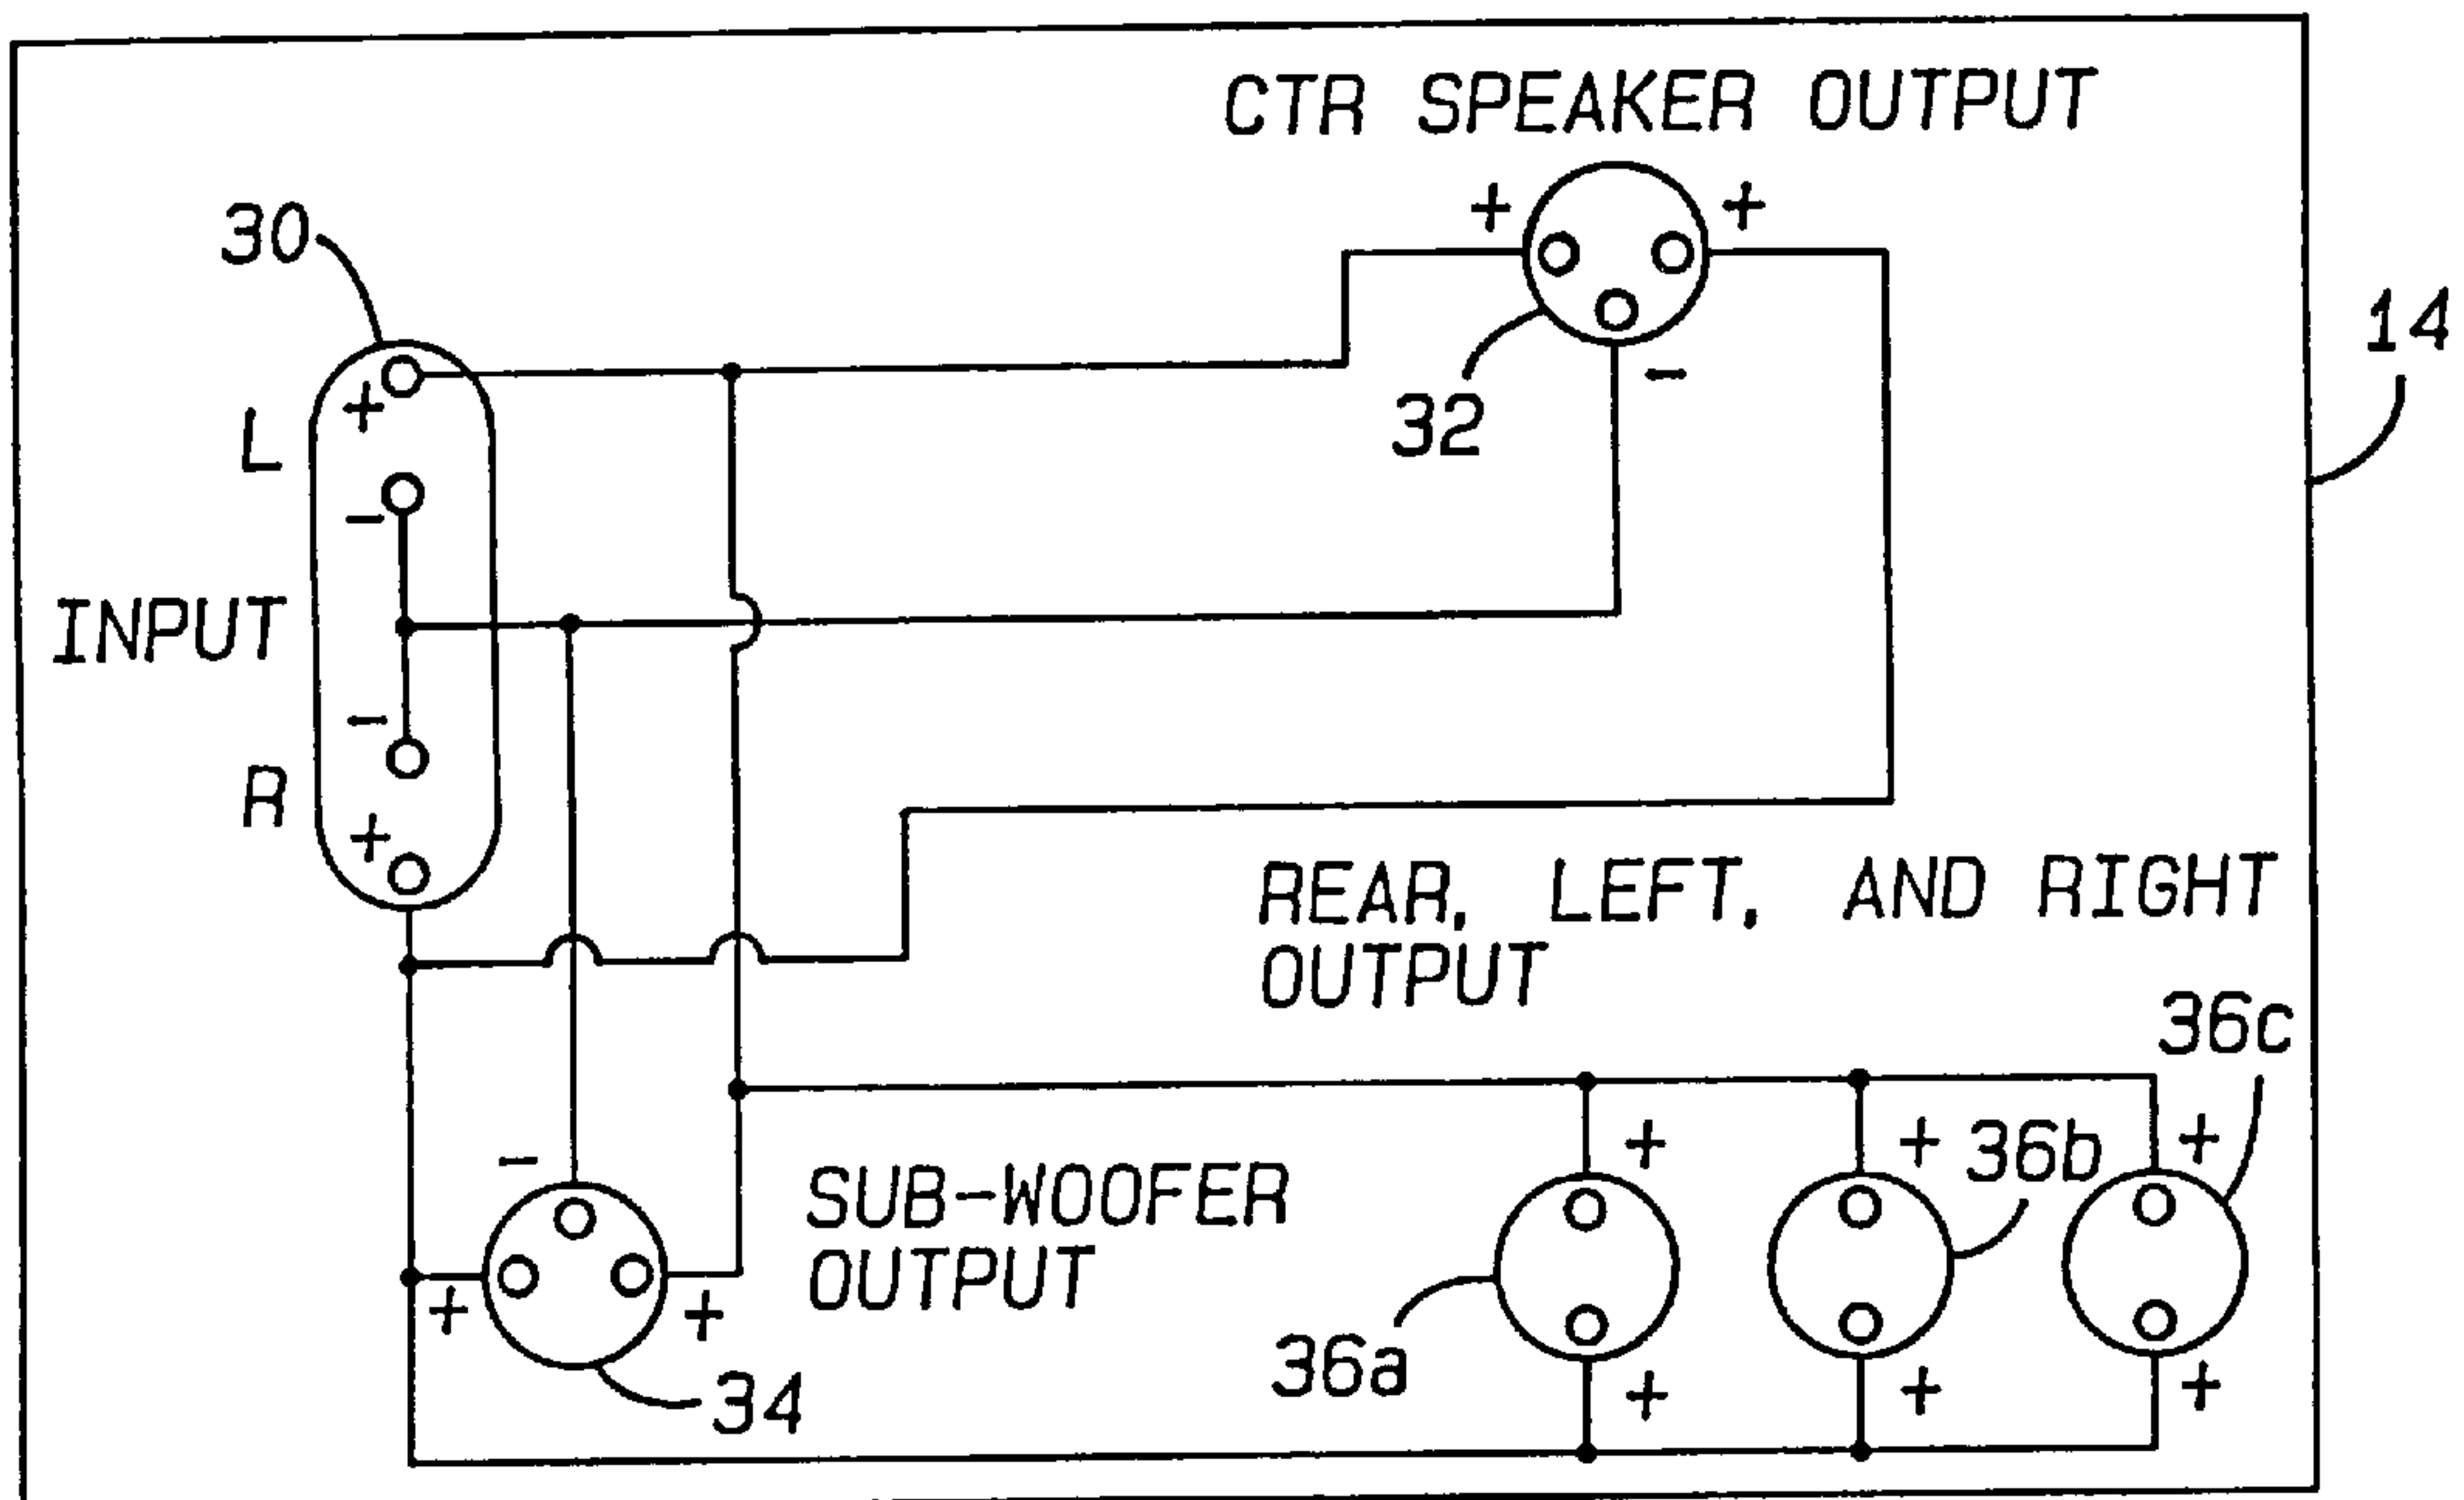 CTR SPEAKER OUTPUT
30
+ +
14
+
L
-
32
-
INPUT
-
R
+
REAR, LEFT, AND RIGHT
OUTPUT
36c
-
SUB-WOOFER
OUTPUT
+ + 36b +
+ +
36a
+ + +
34